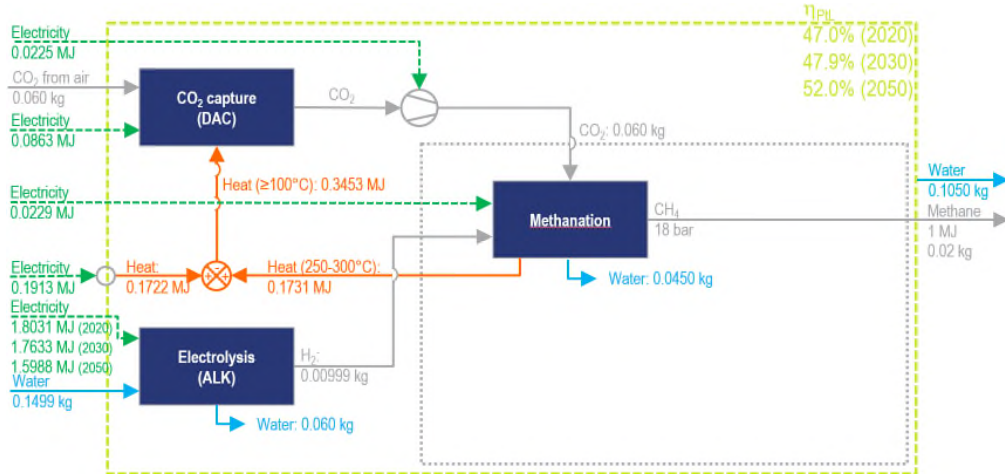 η PtL
47.0% (2020)
47.9% (2030)
52.0% (2050)
Electricity
0.0225 MJ
CO2 from air
0.060 kg
CO2 capture
(DAC)
CO2
Electricity
0.0863 MJ
CO2: 0.060 kg
Heat (≥100°C): 0.3453 MJ
Water
0.1050 kg
Electricity
0.0229 MJ
Methanation
CH4
18 bar
Methane
1 MJ
0.02 kg
Electricity
0.1913 MJ
Heat:
0.1722 MJ
Heat (250-300°C):
0.1731 MJ
Water: 0.0450 kg
Electricity
1.8031 MJ (2020)
1.7633 MJ (2030)
1.5988 MJ (2050)
Electrolysis
(ALK)
H2:
0.00999 kg
Water
0.1499 kg
Water: 0.060 kg